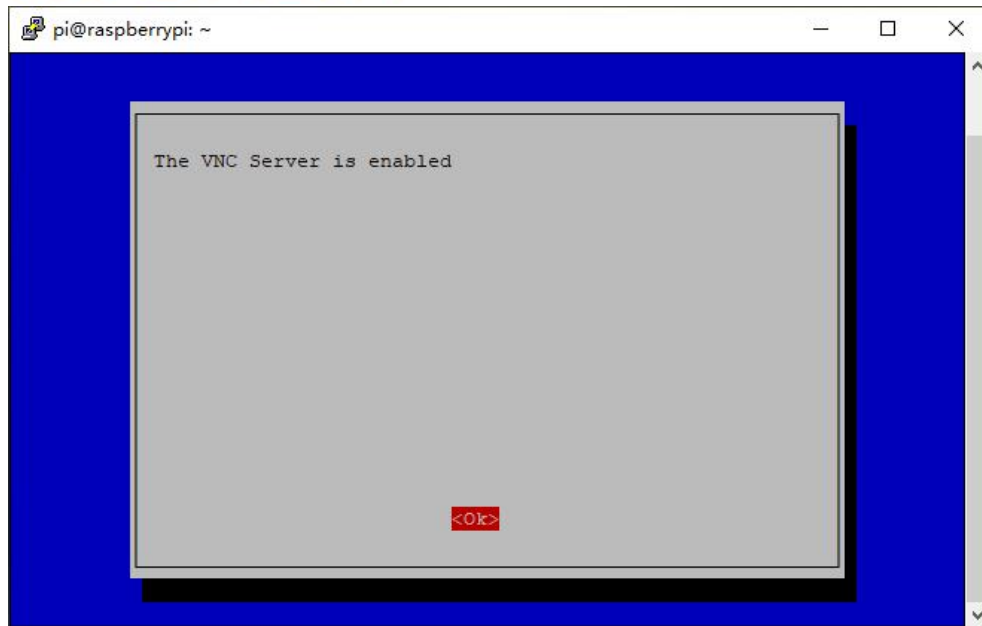 pi@raspberrypi: ~
The VNC Server is enabled
<Ok>